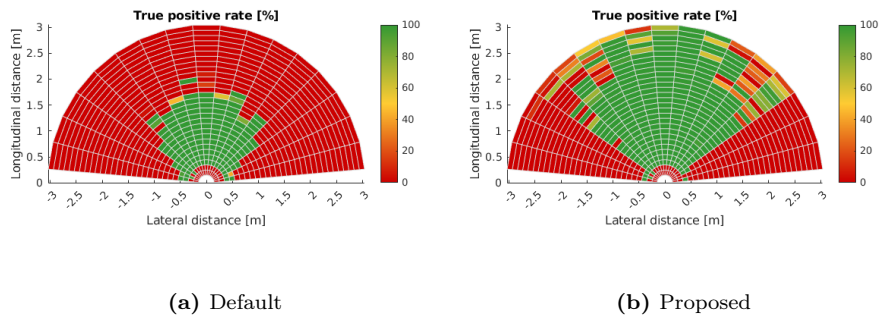 True positive rate [%]
Longitudinal distance [m]
3
2.5
2
1.5
1
0.5
0
-3 -2.5 -2 -1.5 -1 -0.5 0 0.5 1 1.5 2 2.5 3
Lateral distance [m]
100
80
60
40
20
0
(a) Default
True positive rate [%]
Longitudinal distance [m]
3
2.5
2
1.5
1
0.5
0
-3 -2.5 -2 -1.5 -1 -0.5 0 0.5 1 1.5 2 2.5 3
Lateral distance [m]
100
80
60
40
20
0
(b) Proposed